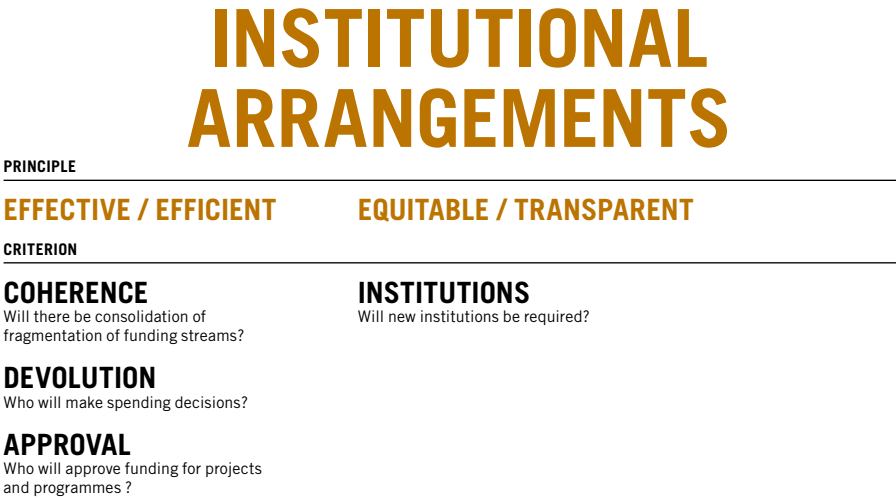 INSTITUTIONAL
ARRANGEMENTS
PRINCIPLE
EFFECTIVE / EFFICIENT
EQUITABLE / TRANSPARENT
CRITERION
COHERENCE
Will there be consolidation of
fragmentation of funding streams?
DEVOLUTION
Who will make spending decisions?
APPROVAL
Who will approve funding for projects
and programmes ?
INSTITUTIONS
Will new institutions be required?